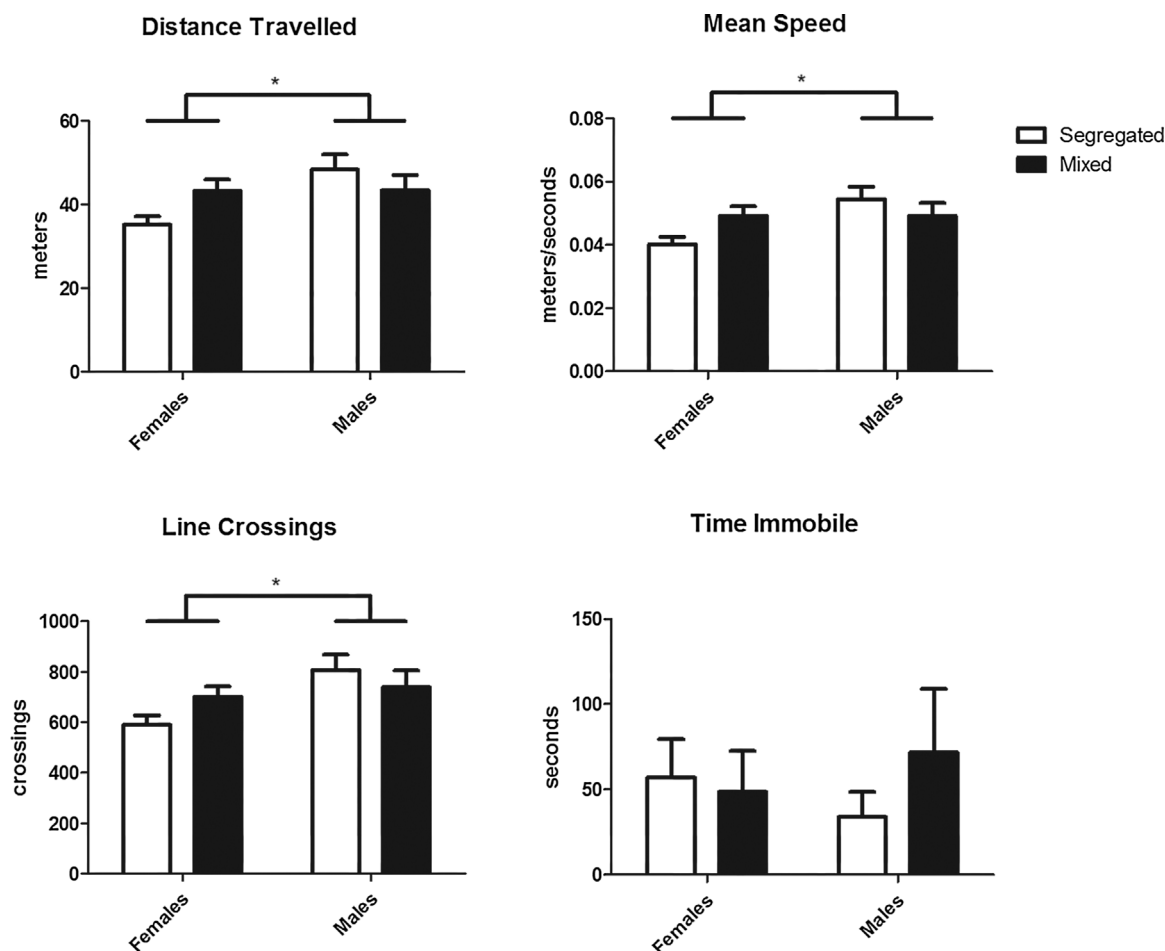 Distance Travelled
*
60
40
20
0
meters
Females
Males
Mean Speed
*
0.08
0.06
0.04
0.02
0.00
meters/seconds
Females
Males
Segregated
Mixed
Line Crossings
*
1000
800
600
400
200
0
crossings
Females
Males
Time Immobile
150
100
50
0
seconds
Females
Males